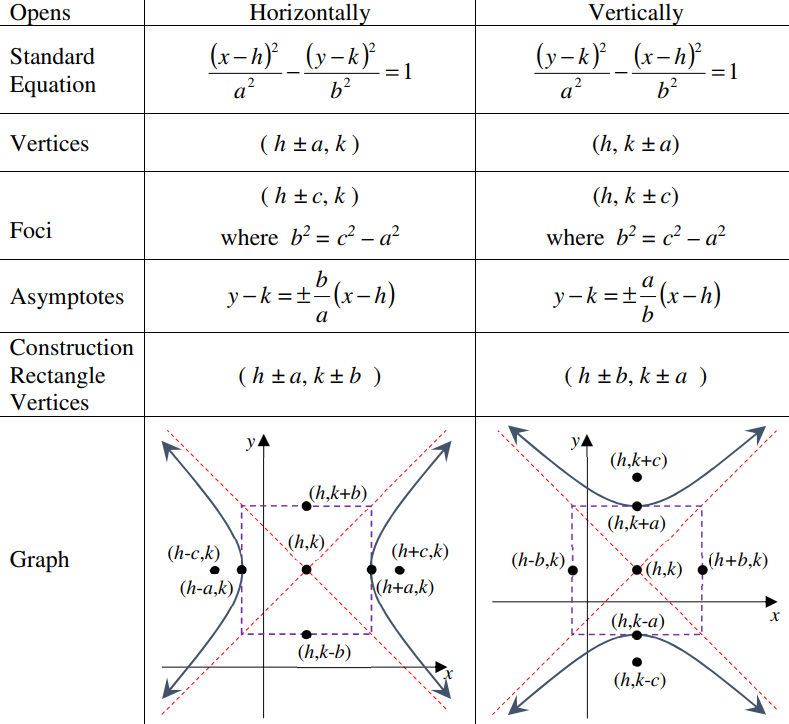 Opens Horizontally Vertically
Standard Equation (x−h)²/a² − (y−k)²/b² = 1 (y−k)²/a² − (x−h)²/b² = 1
Vertices ( h ± a, k ) (h, k ± a)
( h ± c, k ) (h, k ± c)
Foci where b² = c² – a² where b² = c² – a²
Asymptotes y − k = ± b/a (x − h) y − k = ± a/b (x − h)
Construction
Rectangle ( h ± a, k ± b ) ( h ± b, k ± a )
Vertices
Graph
y
(h,k+b)
(h,k)
(h-c,k)
(h+c,k)
(h-a,k)
(h+a,k)
(h,k-b)
x
y
(h,k+c)
(h,k+a)
(h-b,k)
(h,k)
(h+b,k)
(h,k-a)
x
(h,k-c)